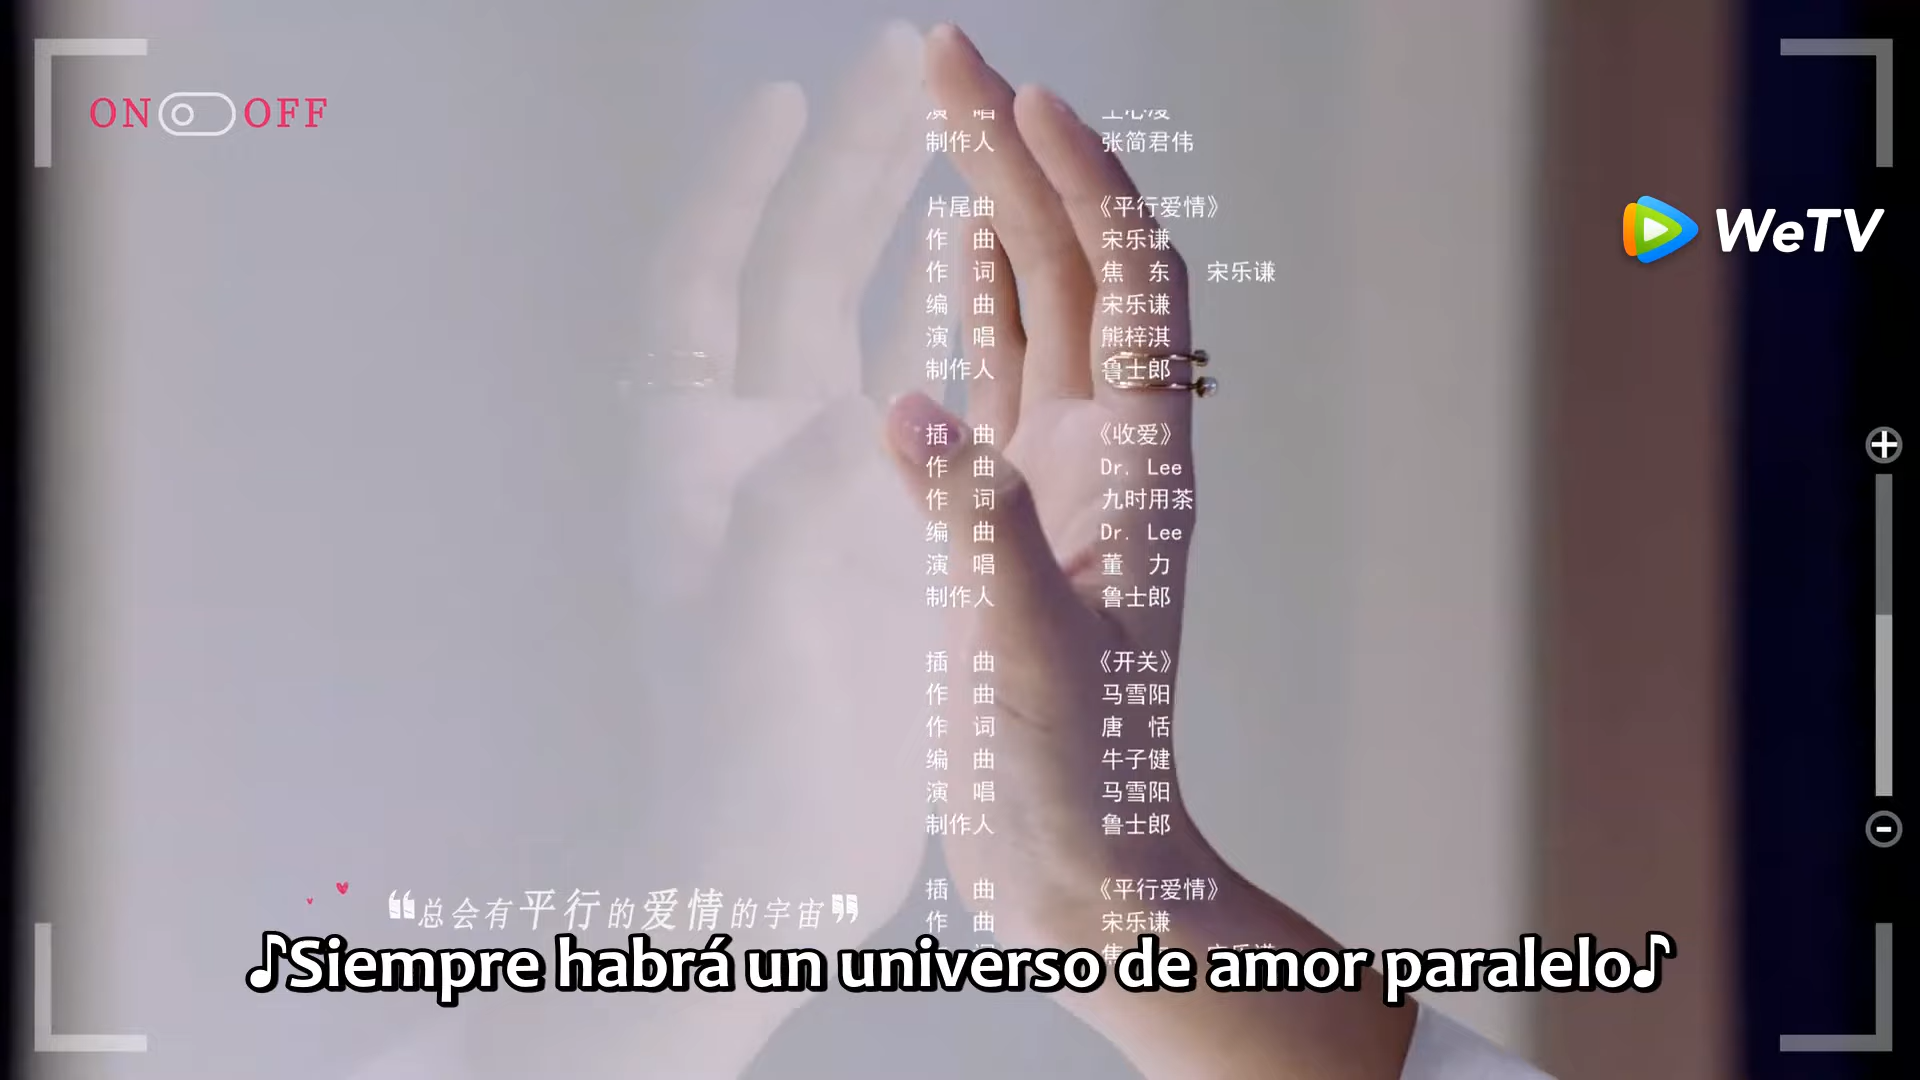 ON OFF
WeTV
制作人 张简君伟
片尾曲 《平行爱情》
作 曲 宋乐谦
作 词 焦 东 宋乐谦
编 曲 宋乐谦
演 唱 熊梓淇
制作人 鲁士郎
插 曲 《收爱》
作 曲 Dr. Lee
作 词 九时用茶
编 曲 Dr. Lee
演 唱 董 力
制作人 鲁士郎
插 曲 《开关》
作 曲 马雪阳
作 词 唐 恬
编 曲 牛子健
演 唱 马雪阳
制作人 鲁士郎
插 曲 《平行爱情》
作 曲 宋乐谦
“总会有平行的爱情的宇宙”
♪Siempre habrá un universo de amor paralelo♪